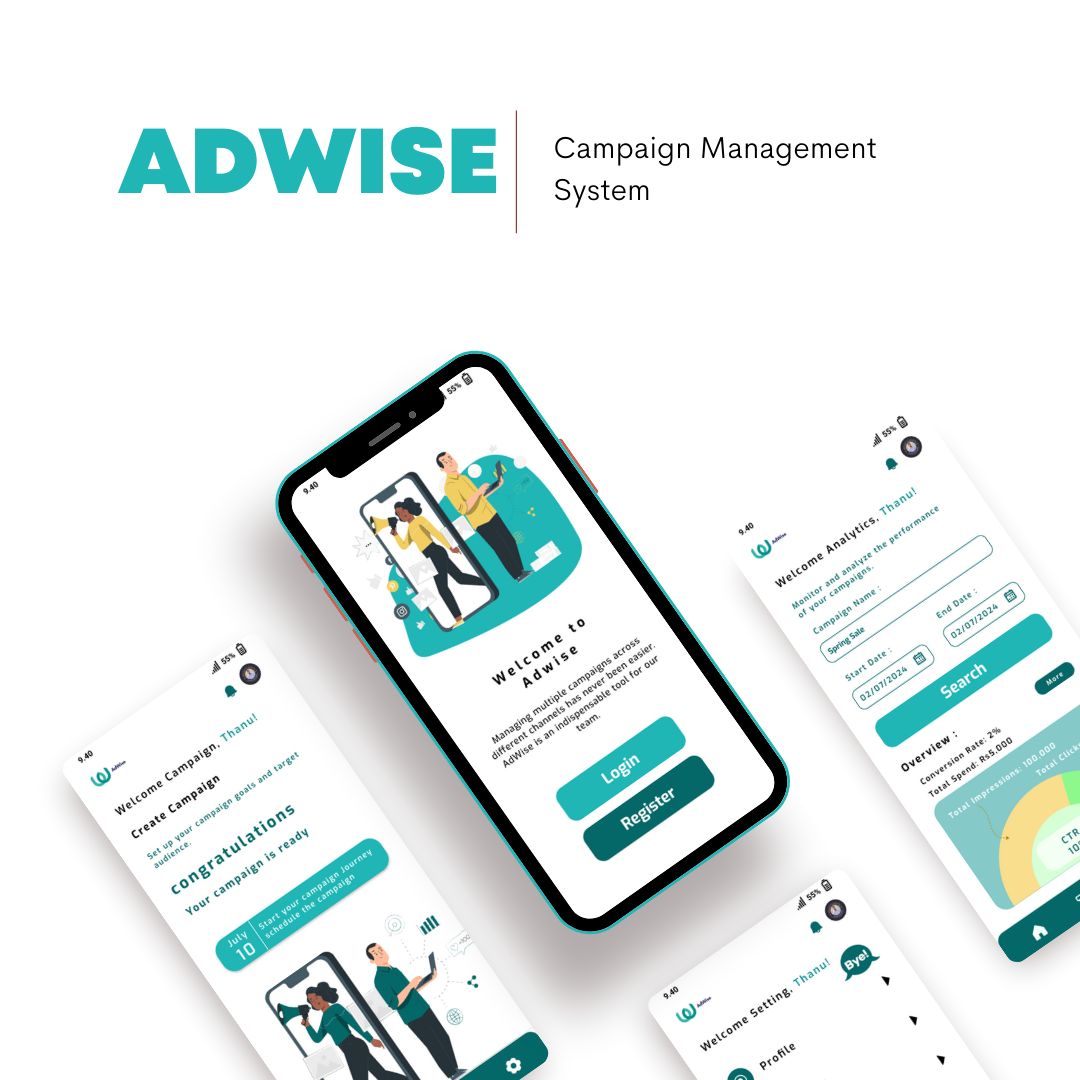 ADWISE
Campaign Management
System
9.40
55%
Welcome to
Adwise
Managing multiple campaigns across
different channels has never been easier.
AdWise is an indispensable tool for our
team.
Login
Register
9.40
55%
AdWise
Welcome Analytics, Thanu!
Monitor and analyze the performance
of your campaigns.
Campaign Name :
Spring Sale
Start Date :
End Date :
02/07/2024
02/07/2024
Search
More
Overview :
Conversion Rate: 2%
Total Spend: Rs5,000
Total Impressions: 100,000
Total Click
CTR
9.40
55%
AdWise
Welcome Campaign, Thanu!
Create Campaign
Set up your campaign goals and target
audience.
congratulations
Your campaign is ready
July
10
Start your campaign Journey
schedule the campaign
9.40
55%
AdWise
Welcome Setting, Thanu!
Bye!
Profile